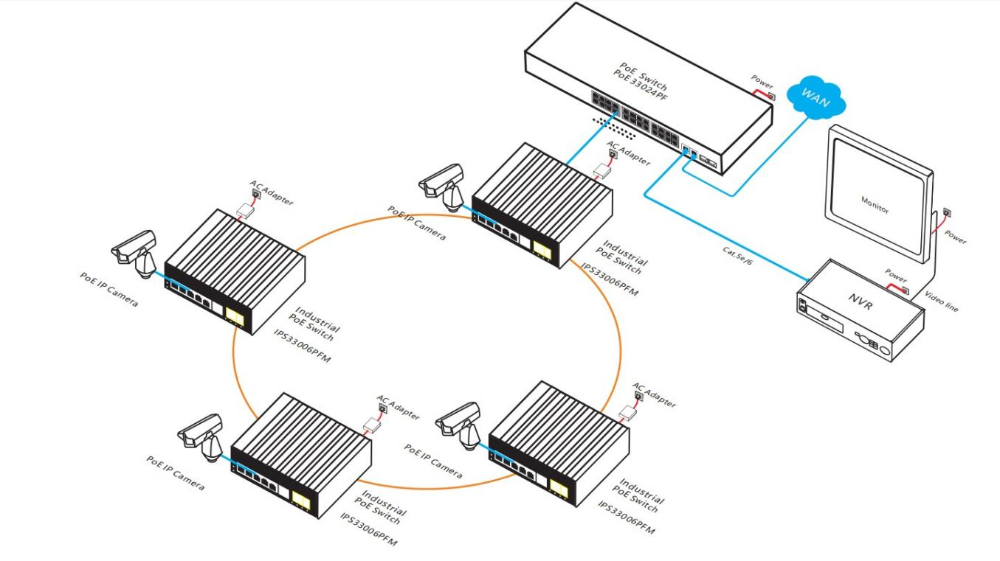 PoE Switch
PoE33024PF
Power
WAN
AC Adapter
Monitor
Power
AC Adapter
PoE IP Camera
Industrial
PoE Switch
IPS33006PFM
Cat.5e/6
Power
Video line
NVR
PoE IP Camera
Industrial
PoE Switch
IPS33006PFM
AC Adapter
AC Adapter
PoE IP Camera
PoE IP Camera
Industrial
PoE Switch
IPS33006PFM
Industrial
PoE Switch
IPS33006PFM